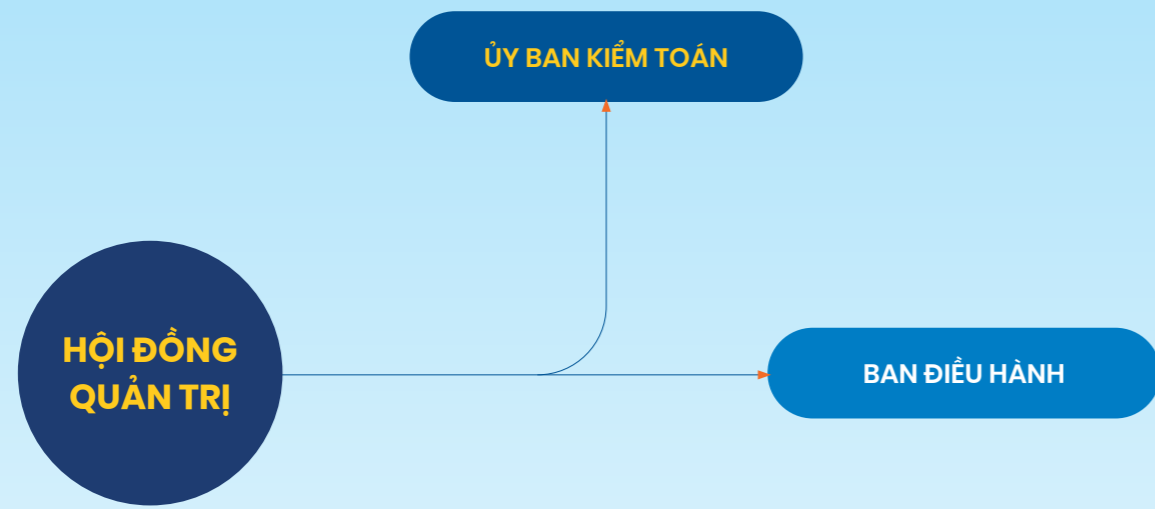 ỦY BAN KIỂM TOÁN
HỘI ĐỒNG
QUẢN TRỊ
BAN ĐIỀU HÀNH